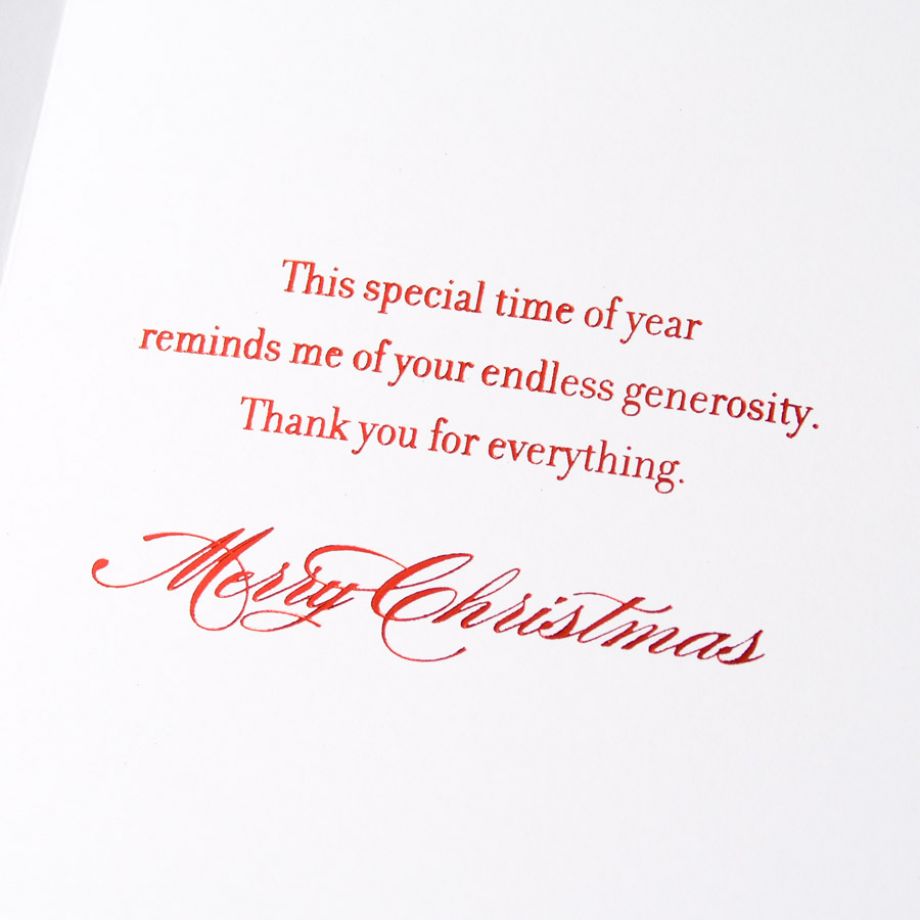 This special time of year
reminds me of your endless generosity.
Thank you for everything.
Merry Christmas